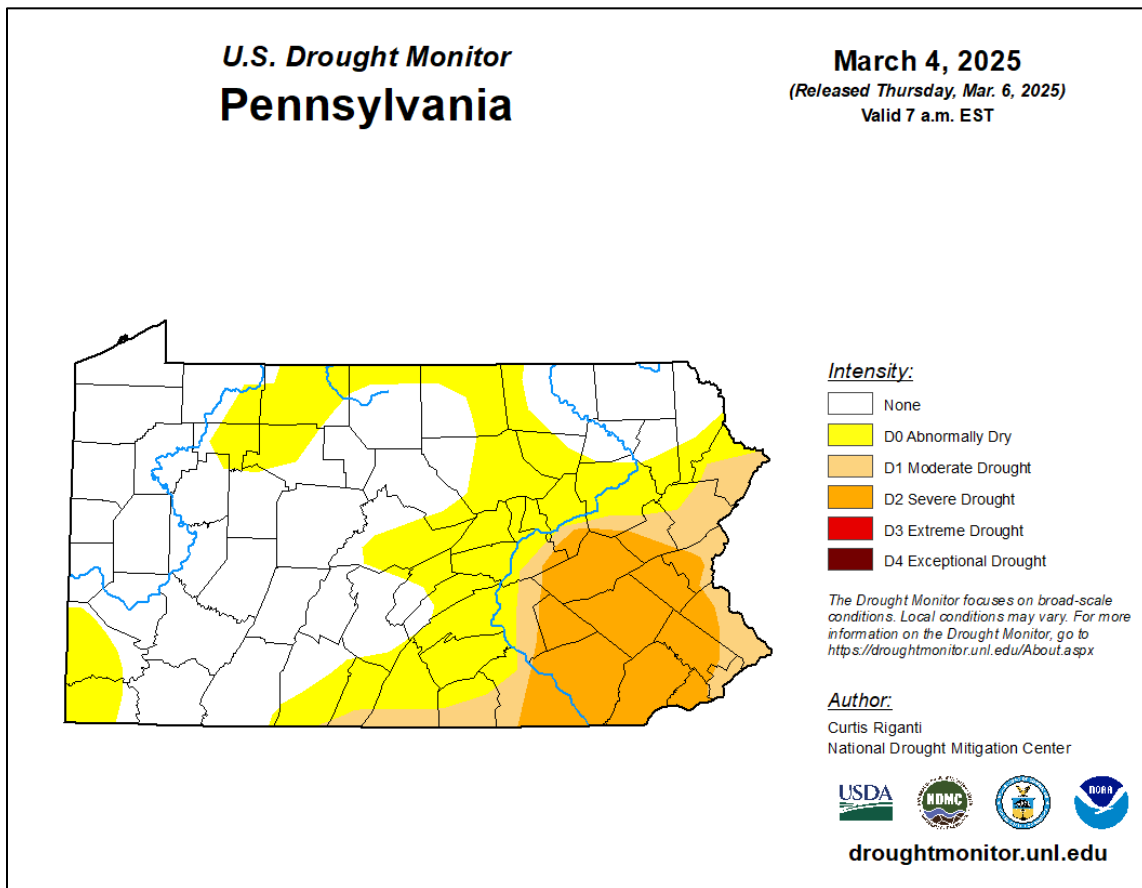 U.S. Drought Monitor
Pennsylvania
March 4, 2025
(Released Thursday, Mar. 6, 2025)
Valid 7 a.m. EST
Intensity:
None
D0 Abnormally Dry
D1 Moderate Drought
D2 Severe Drought
D3 Extreme Drought
D4 Exceptional Drought
The Drought Monitor focuses on broad-scale
conditions. Local conditions may vary. For more
information on the Drought Monitor, go to
https://droughtmonitor.unl.edu/About.aspx
Author:
Curtis Riganti
National Drought Mitigation Center
USDA
NDMC
NOAA
droughtmonitor.unl.edu